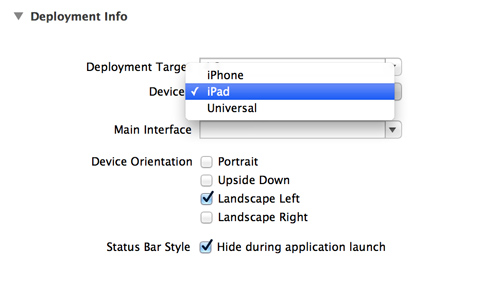 Deployment Info
Deployment Targe
iPhone
Device
iPad
Universal
Main Interface
Device Orientation
Portrait
Upside Down
Landscape Left
Landscape Right
Status Bar Style
Hide during application launch